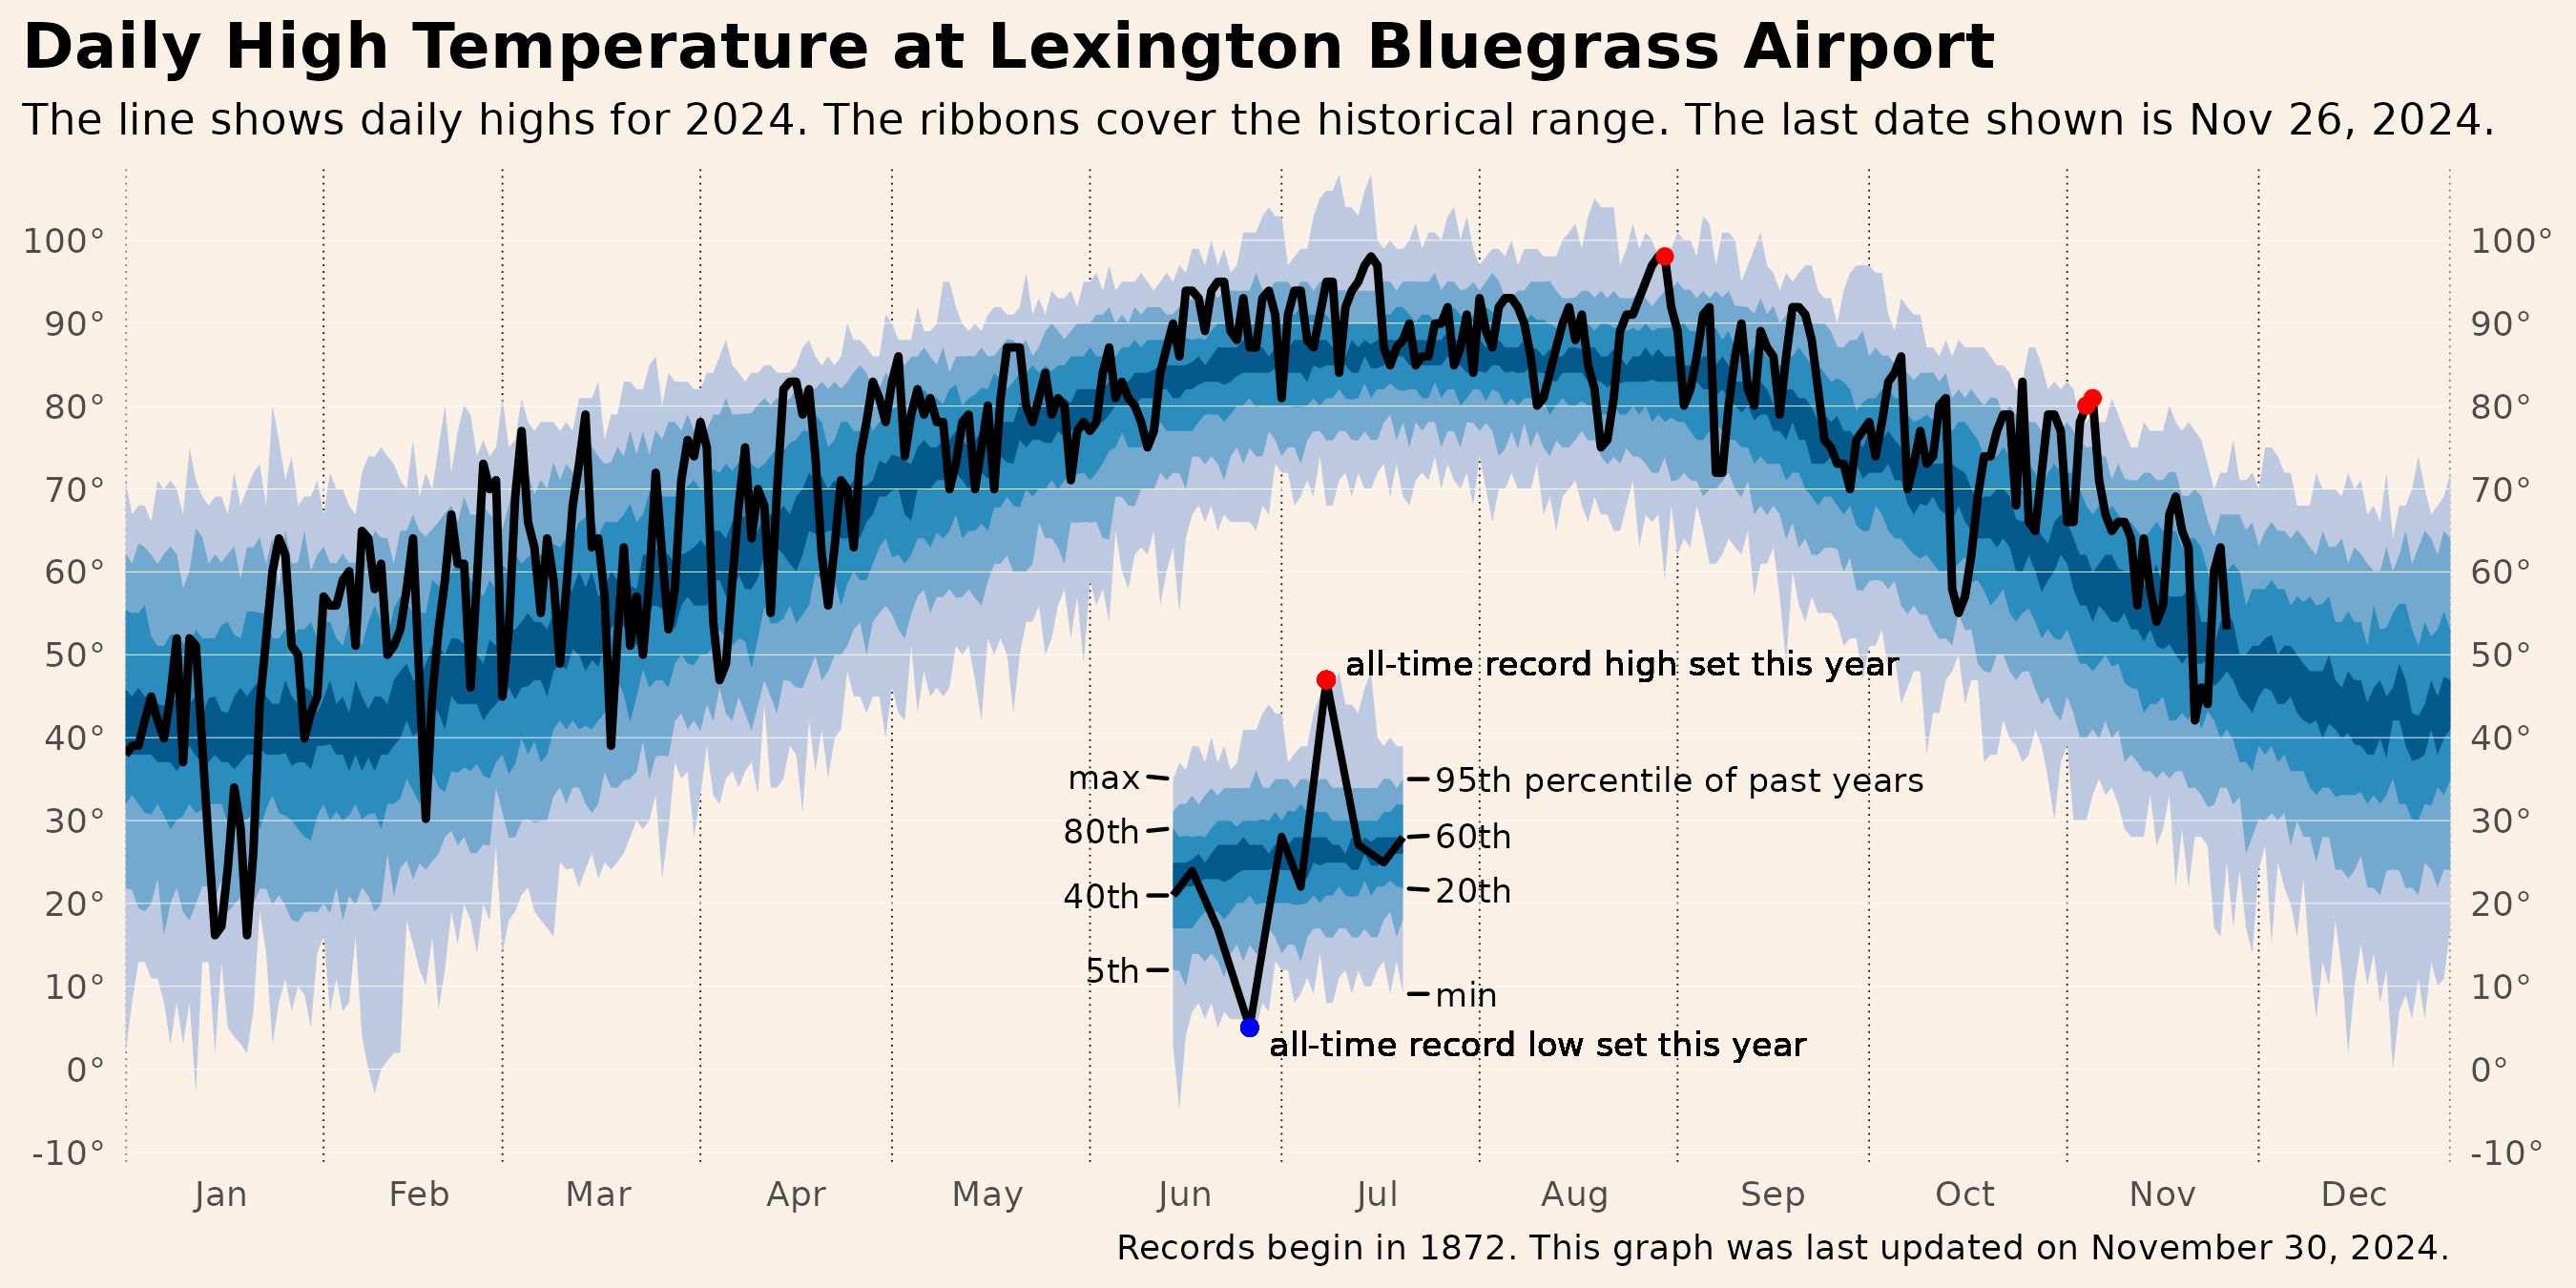 Daily High Temperature at Lexington Bluegrass Airport
The line shows daily highs for 2024. The ribbons cover the historical range. The last date shown is Nov 26, 2024.
100° 100°
90° 90°
80° 80°
70° 70°
60° 60°
50° 50°
all-time record high set this year
40° 40°
max 95th percentile of past years
30° 30°
80th 60th
20° 20°
40th 20th
10° 10°
5th min
all-time record low set this year
0° 0°
-10° -10°
Jan Feb Mar Apr May Jun Jul Aug Sep Oct Nov Dec
Records begin in 1872. This graph was last updated on November 30, 2024.